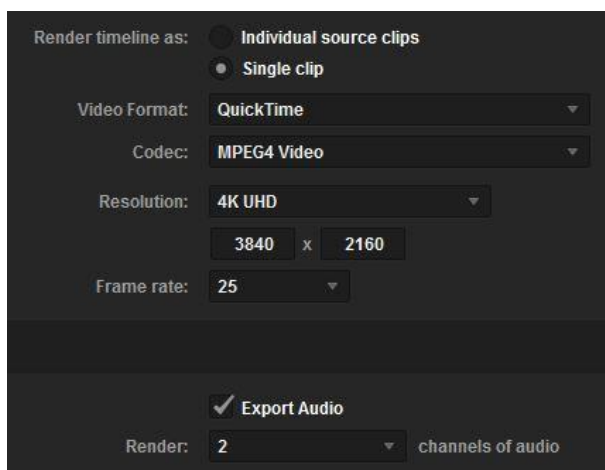 Render timeline as: Individual source clips
Single clip
Video Format: QuickTime
Codec: MPEG4 Video
Resolution: 4K UHD
3840 x 2160
Frame rate: 25
Export Audio
Render: 2 channels of audio